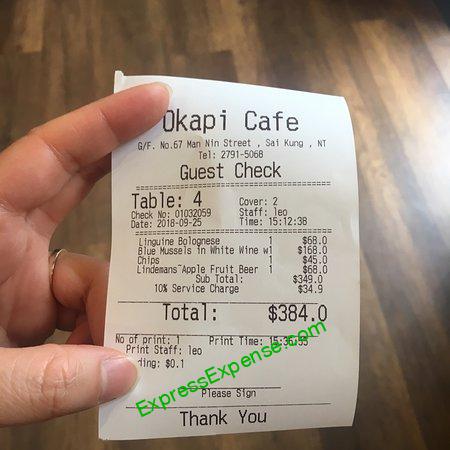 Okapi Cafe
G/F. No.67 Man Nin Street , Sai Kung , NT
Tel: 2791-5068
Guest Check
Table: 4 Cover: 2
Check No: 01032059 Staff: leo
Date: 2018-09-25 Time: 15:12:38
Linguine Bolognese 1 $68.0
Blue Mussels in White Wine w1 $168.0
Chips 1 $45.0
Lindemans~Apple Fruit Beer 1 $68.0
Sub Total: $349.0
10% Service Charge $34.9
Total: $384.0
No of print: 1 Print Time: 15:36:55
Print Staff: leo
ding: $0.1
ExpressExpense.com
Please Sign
Thank You